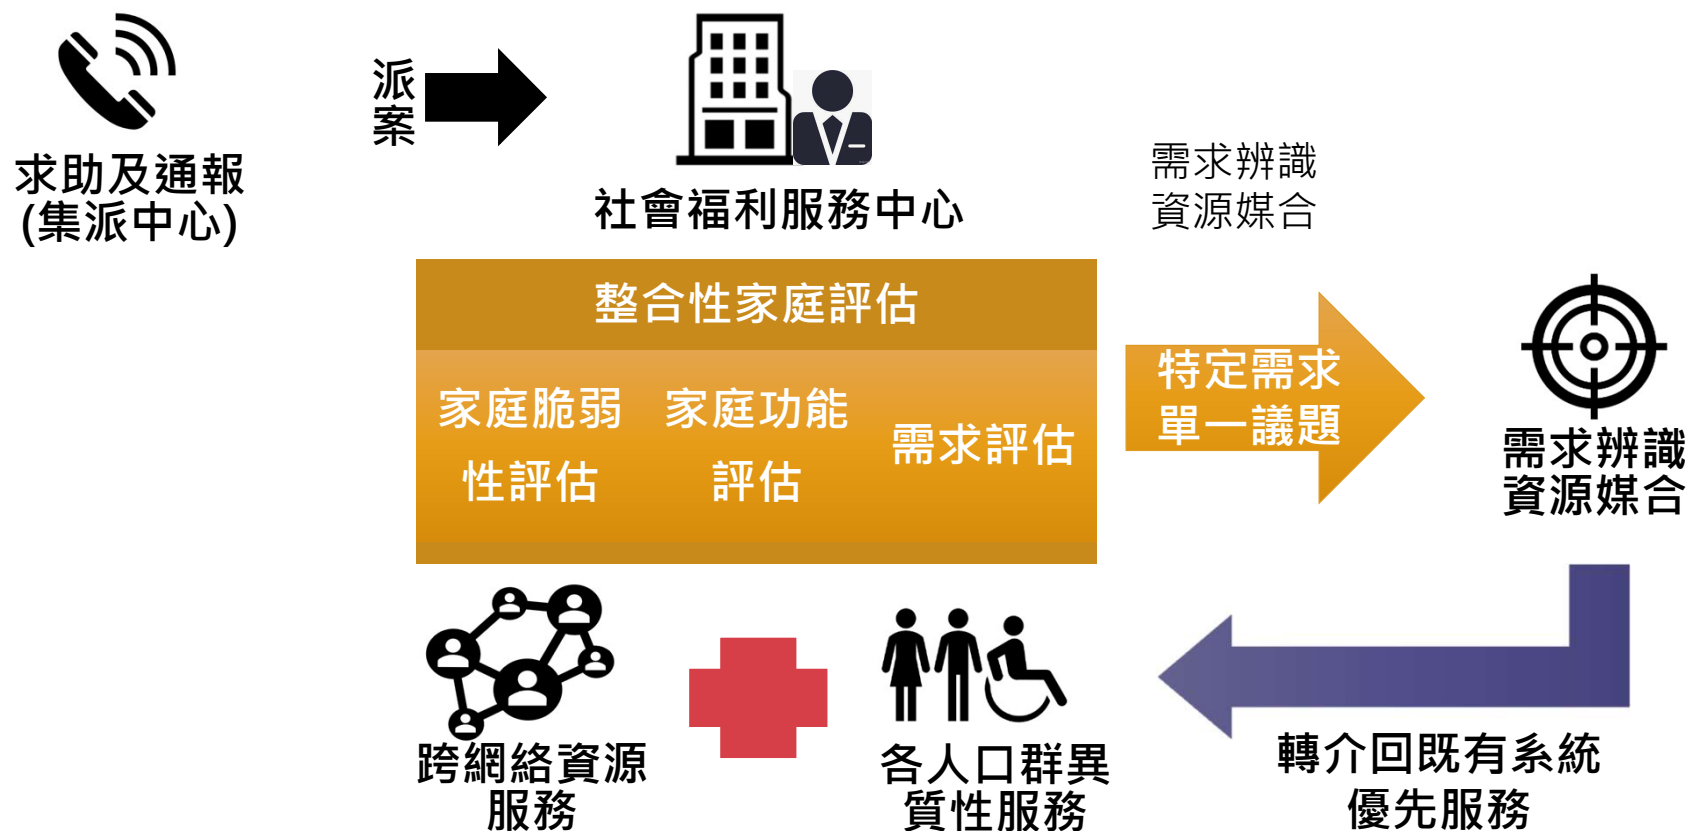 求助及通報
(集派中心)
派
案
社會福利服務中心
需求辨識
資源媒合
整合性家庭評估
家庭脆弱
性評估
家庭功能
評估
需求評估
特定需求
單一議題
需求辨識
資源媒合
跨網絡資源
服務
各人口群異
質性服務
轉介回既有系統
優先服務